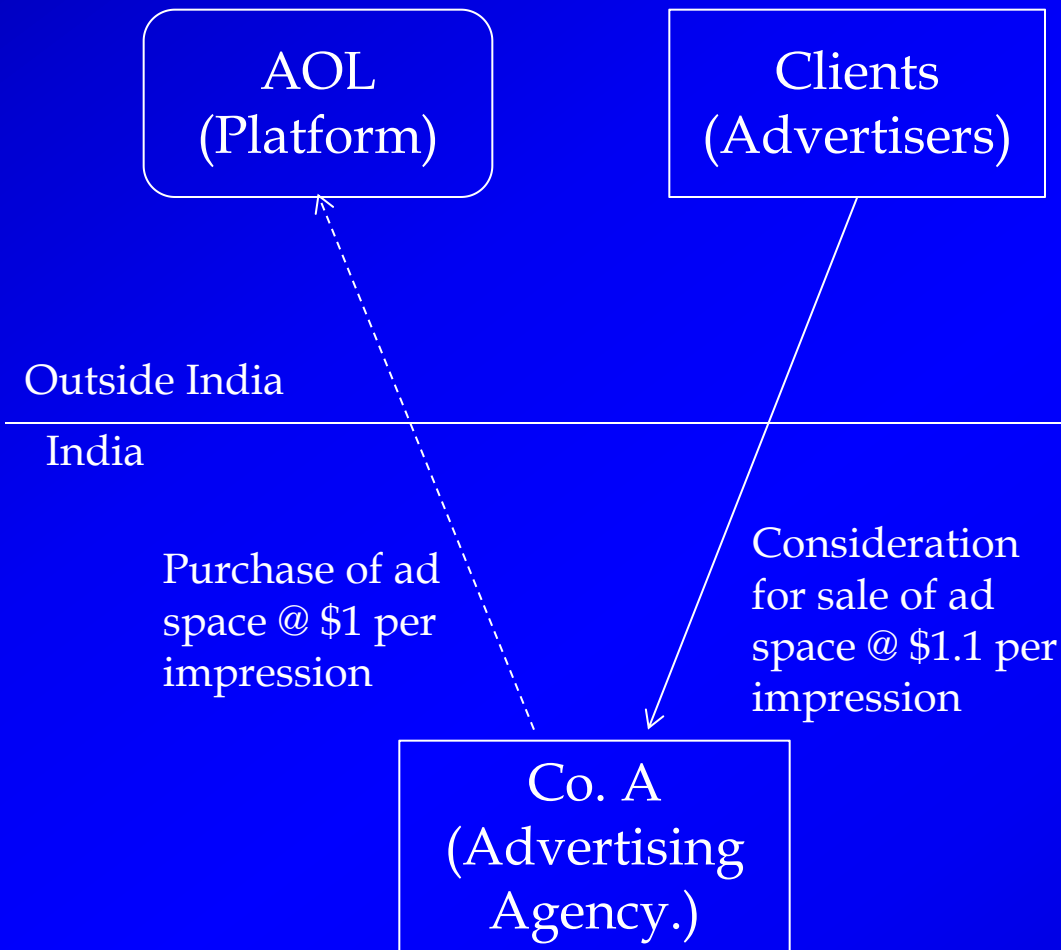 AOL
(Platform)
Clients
(Advertisers)
Outside India
India
Purchase of ad
space @ $1 per
impression
Consideration
for sale of ad
space @ $1.1 per
impression
Co. A
(Advertising
Agency.)